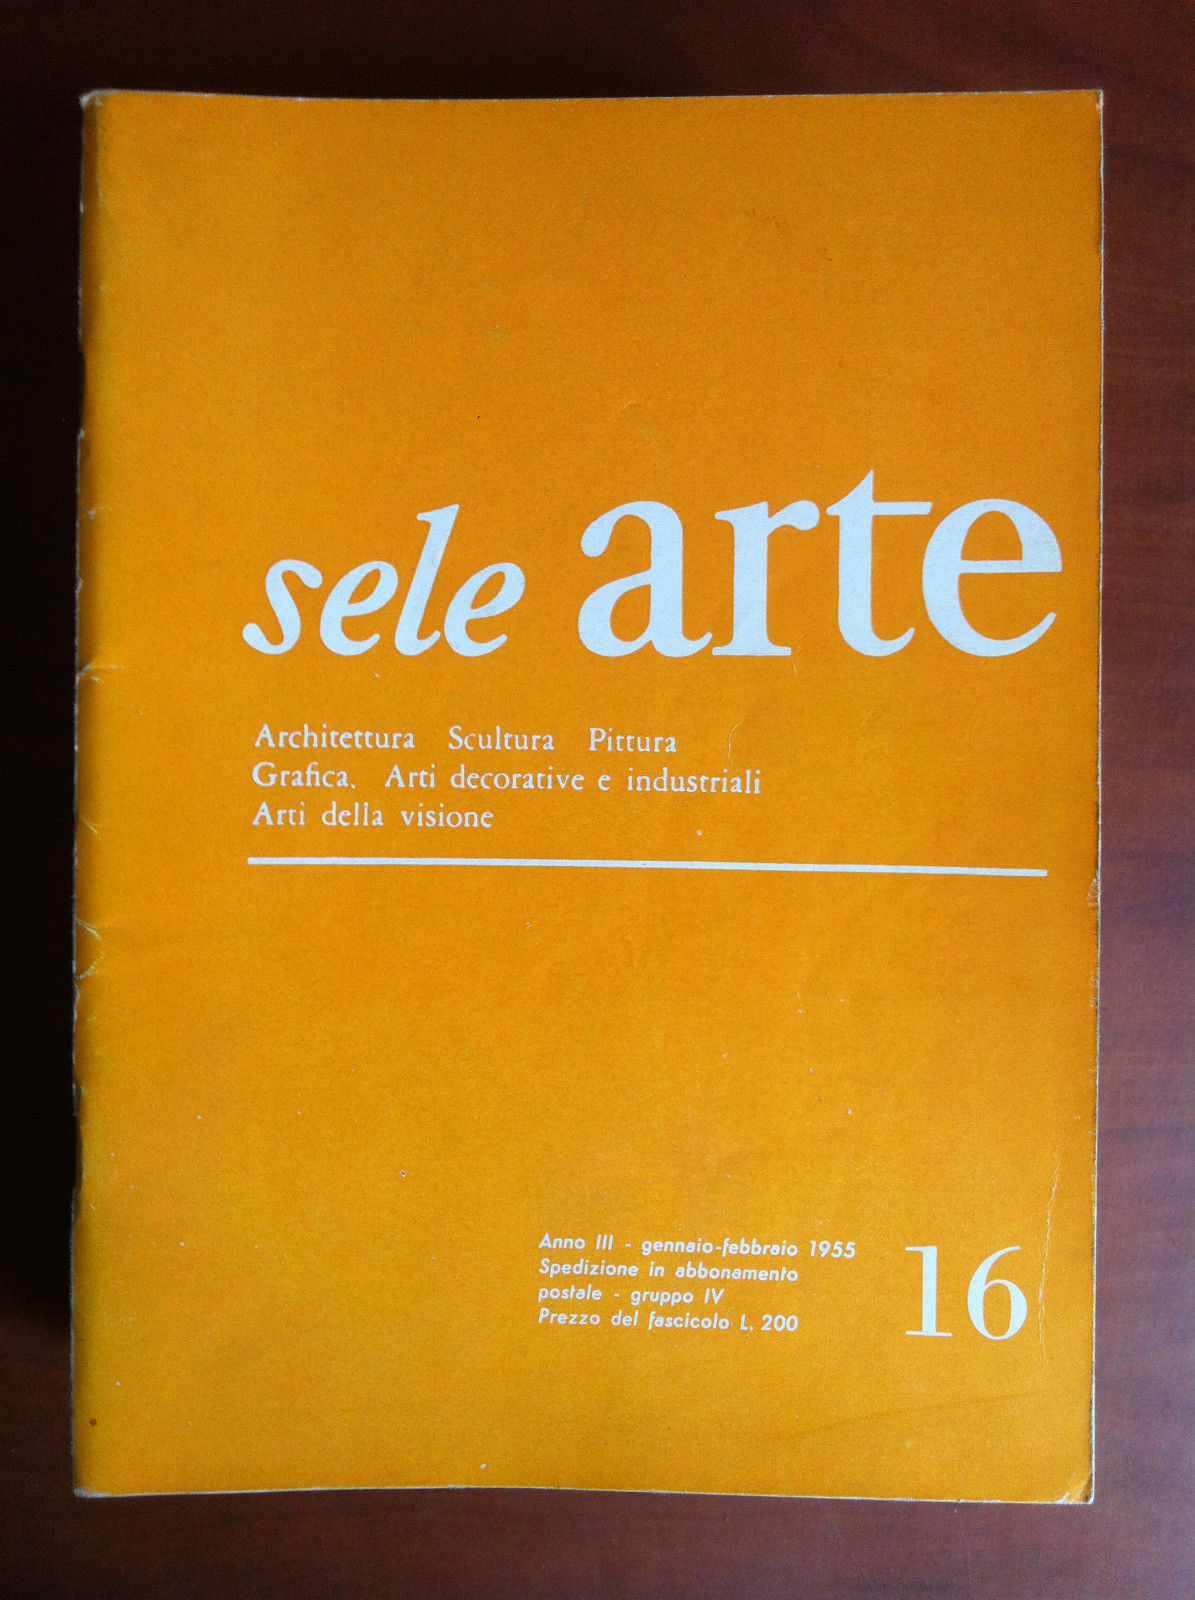 sele arte
Architettura Scultura Pittura
Grafica. Arti decorative e industriali
Arti della visione
Anno III - gennaio-febbraio 1955
Spedizione in abbonamento
postale - gruppo IV
Prezzo del fascicolo L. 200
16